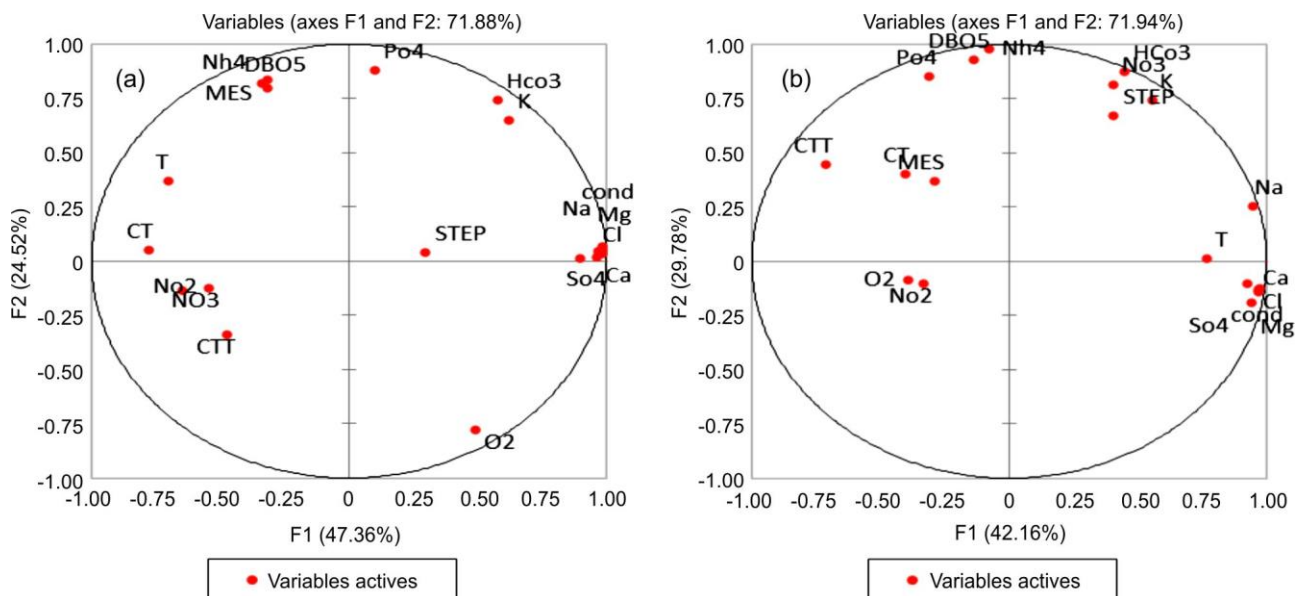 Variables (axes F1 and F2: 71.88%)
1.00
0.75
0.50
0.25
0
-0.25
-0.50
-0.75
-1.00
F2 (24.52%)
(a)
Nh4
DBO5
MES
Po4
Hco3
K
T
CT
No2
NO3
CTT
STEP
cond
Na
Mg
Cl
So4
Ca
O2
-1.00 -0.75 -0.50 -0.25 0 0.25 0.50 0.75 1.00
F1 (47.36%)
Variables actives
Variables (axes F1 and F2: 71.94%)
1.00
0.75
0.50
0.25
0
-0.25
-0.50
-0.75
-1.00
F2 (29.78%)
(b)
DBO5
Po4
Nh4
HCo3
No3
K
STEP
CTT
CT
MES
Na
T
O2
No2
Ca
Cl
So4
cond
Mg
-1.00 -0.75 -0.50 -0.25 0 0.25 0.50 0.75 1.00
F1 (42.16%)
Variables actives